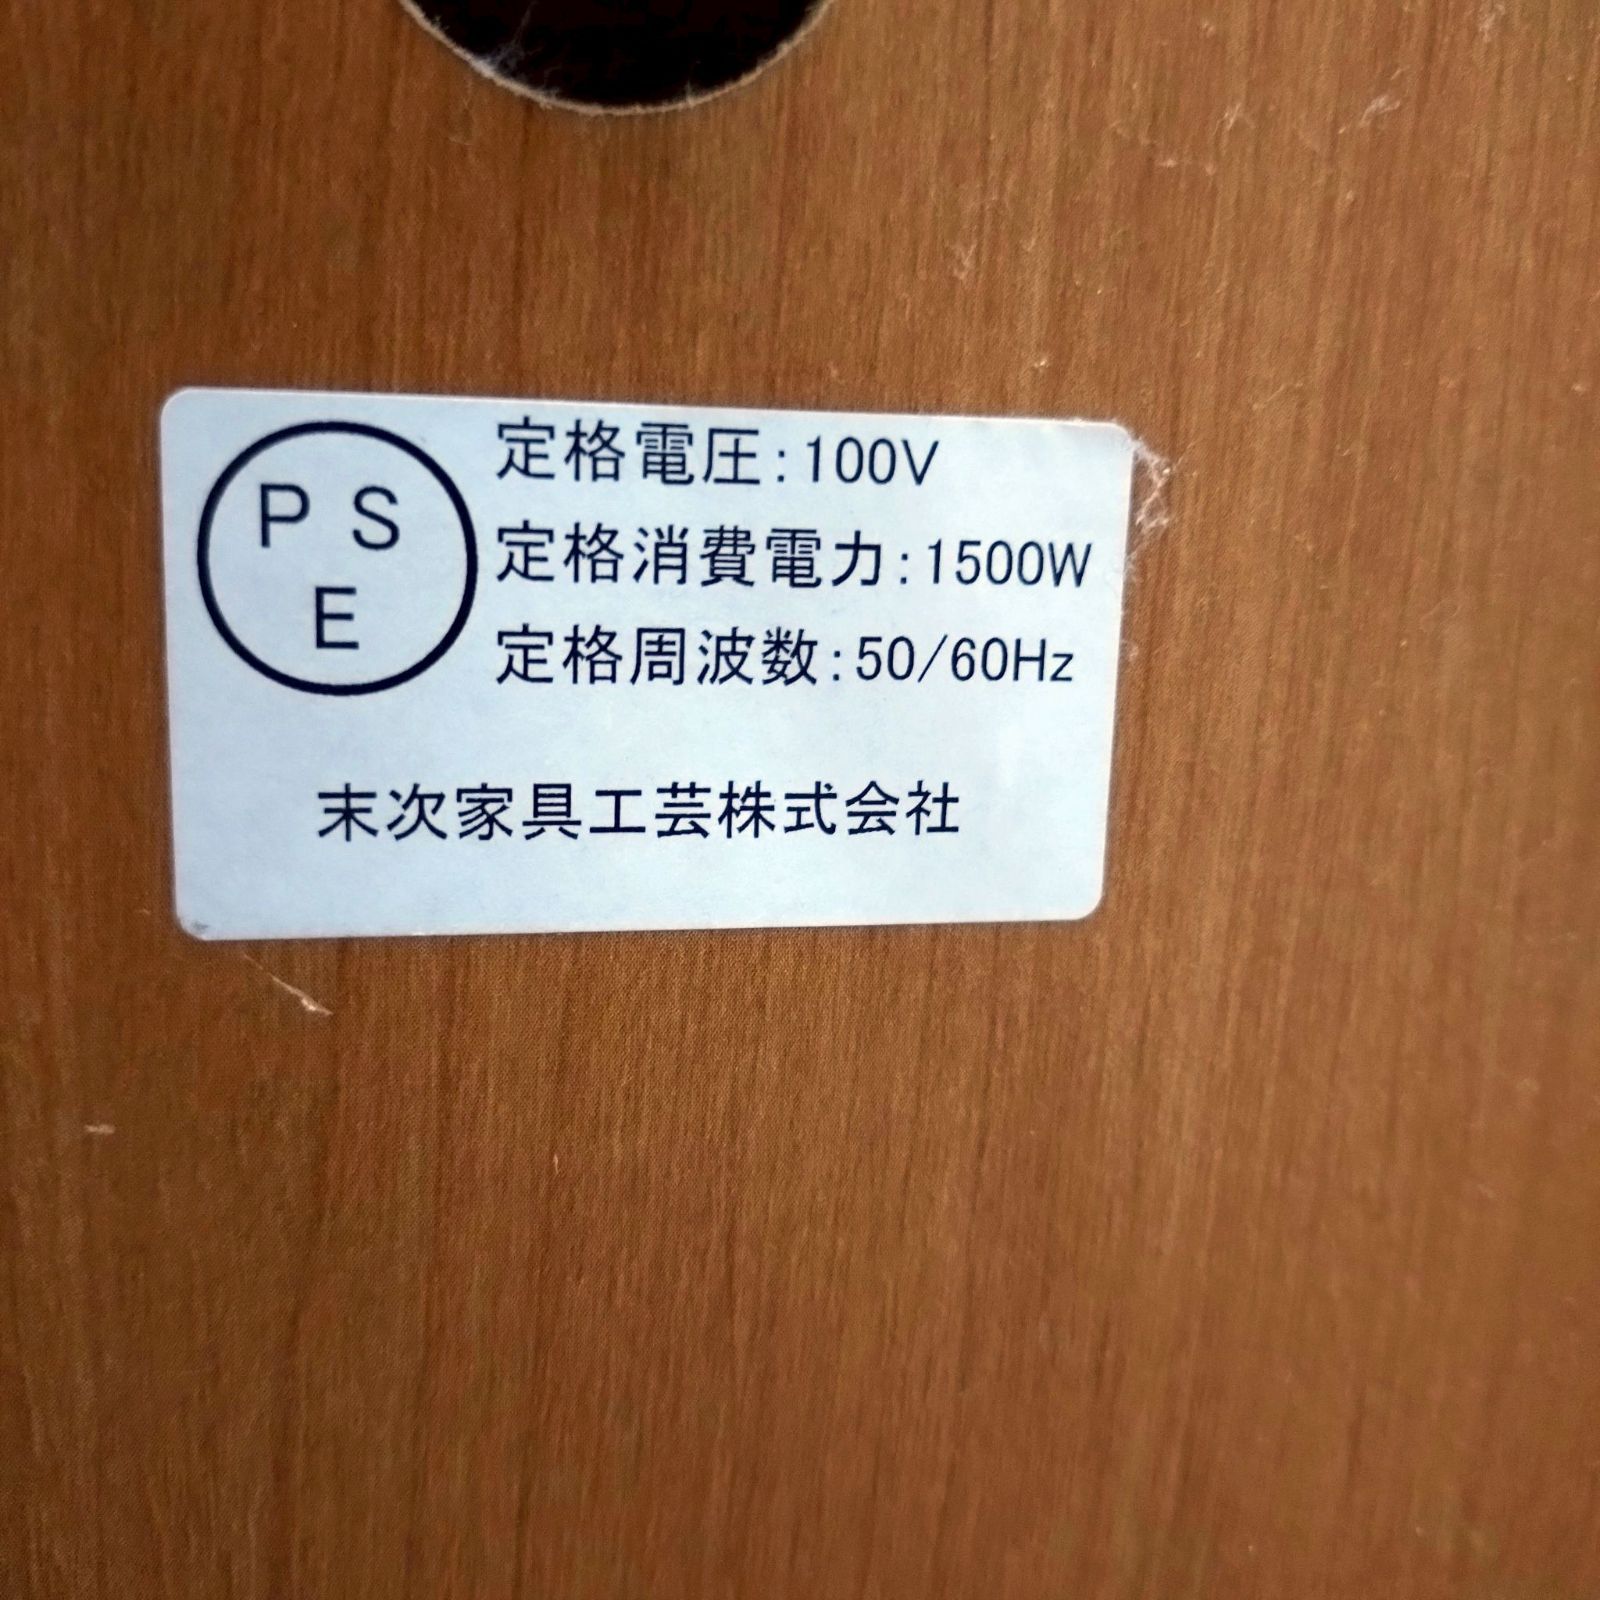 PS
E
定格電圧:100V
定格消費電力:1500W
定格周波数:50/60Hz
末次家具工芸株式会社